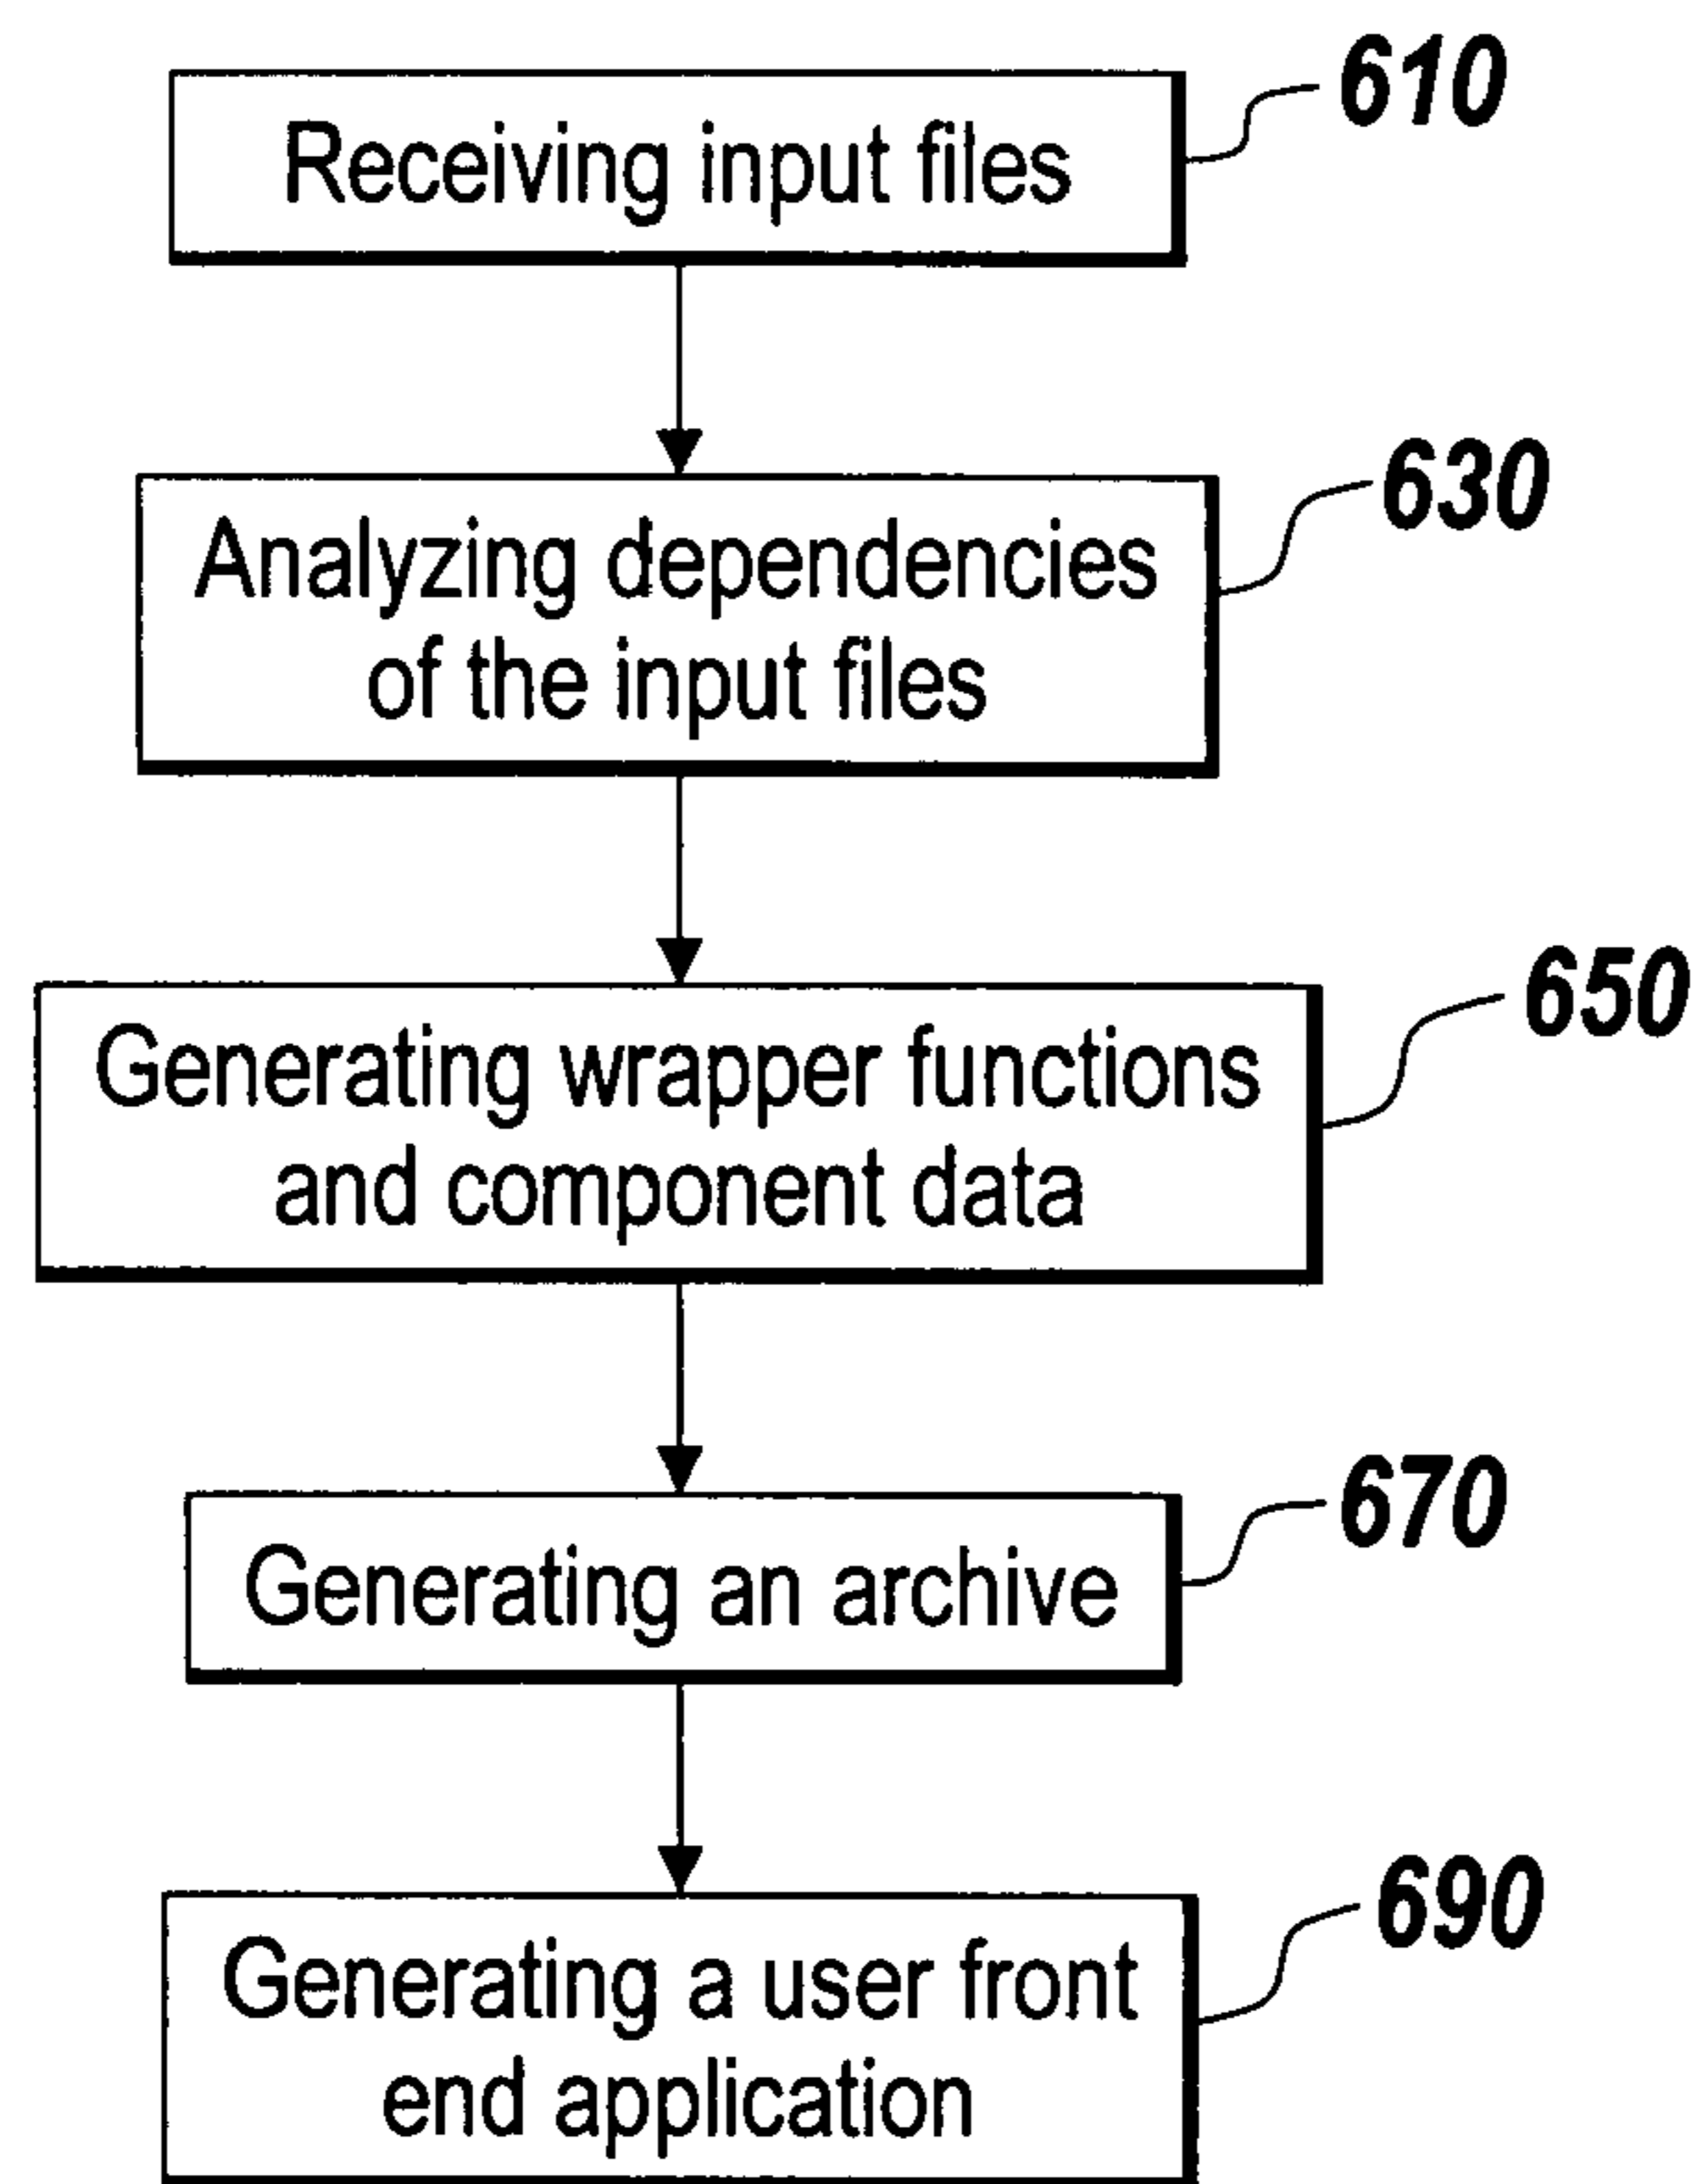 610
Receiving input files
630
Analyzing dependencies
of the input files
650
Generating wrapper functions
and component data
670
Generating an archive
690
Generating a user front
end application